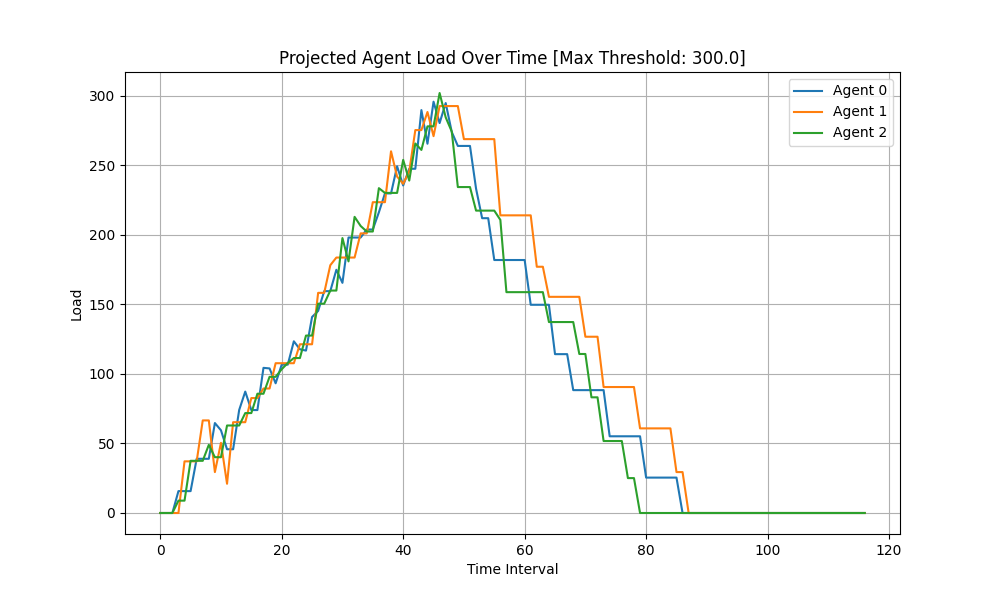 Projected Agent Load Over Time [Max Threshold: 300.0]
Agent 0
Agent 1
Agent 2
Load
300
250
200
150
100
50
0
0 20 40 60 80 100 120
Time Interval